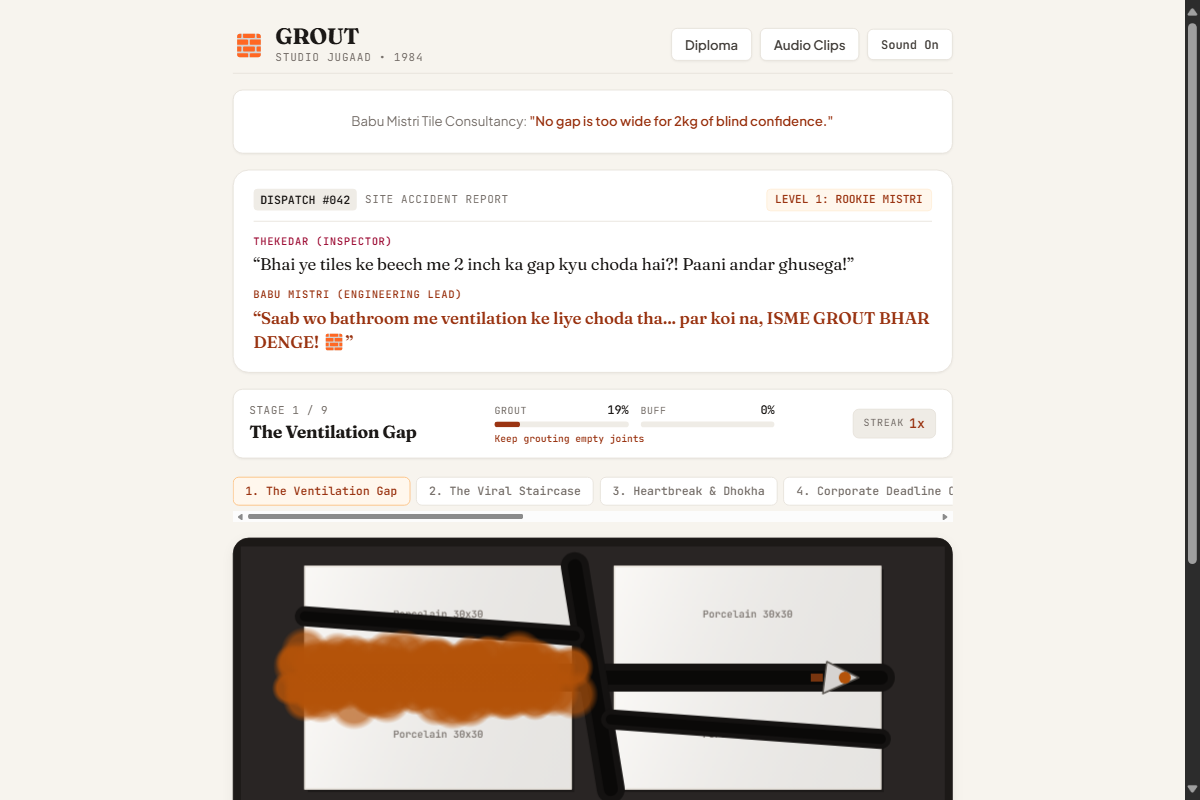 GROUT
STUDIO JUGAAD • 1984
Diploma
Audio Clips
Sound On
Babu Mistri Tile Consultancy: "No gap is too wide for 2kg of blind confidence."
DISPATCH #042
SITE ACCIDENT REPORT
LEVEL 1: ROOKIE MISTRI
THEKEDAR (INSPECTOR)
“Bhai ye tiles ke beech me 2 inch ka gap kyu choda hai?! Paani andar ghusega!”
BABU MISTRI (ENGINEERING LEAD)
“Saab wo bathroom me ventilation ke liye choda tha... par koi na, ISME GROUT BHAR
DENGE! 🧱”
STAGE 1 / 9
The Ventilation Gap
GROUT
19%
BUFF
0%
Keep grouting empty joints
STREAK 1x
1. The Ventilation Gap
2. The Viral Staircase
3. Heartbreak & Dhokha
4. Corporate Deadline
Porcelain 30x30
Porcelain 30x30
Porcelain 30x30